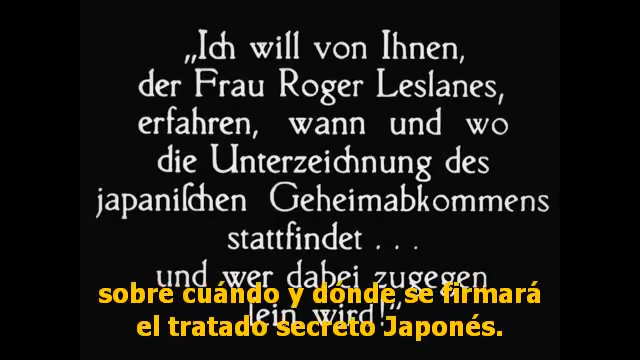 „Ich will von Ihnen,
der Frau Roger Leslanes,
erfahren, wann und wo
die Unterzeichnung des
japaniſchen Geheimabkommens
stattfindet . . .
und wer dabei zugegen
ſein wird!“
sobre cuándo y dónde se firmará
el tratado secreto Japonés.